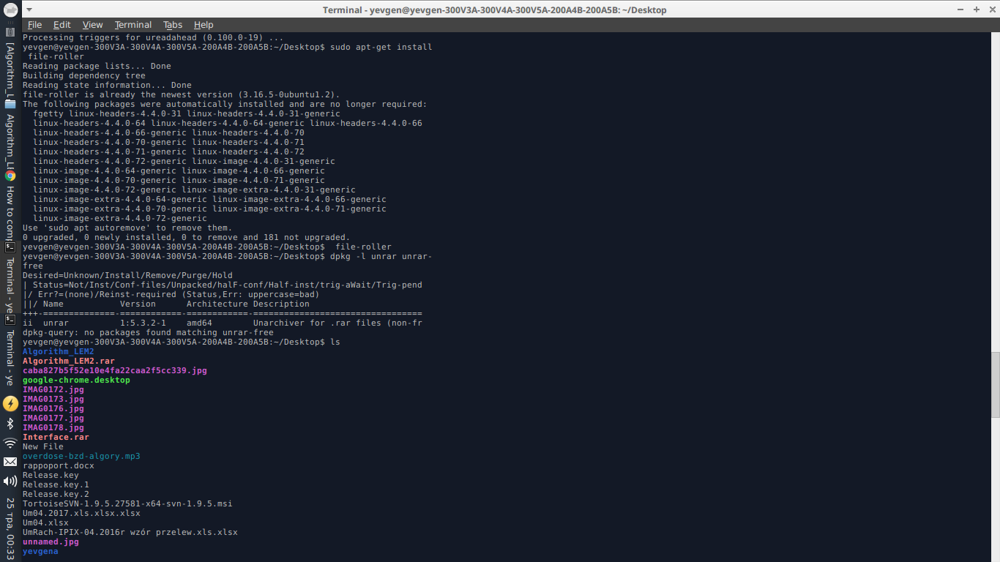 Terminal - yevgen@yevgen-300V3A-300V4A-300V5A-200A4B-200A5B: ~/Desktop
File Edit View Terminal Tabs Help
Processing triggers for ureadahead (0.100.0-19) ...
yevgen@yevgen-300V3A-300V4A-300V5A-200A4B-200A5B:~/Desktop$ sudo apt-get install
 file-roller
Reading package lists... Done
Building dependency tree
Reading state information... Done
file-roller is already the newest version (3.16.5-0ubuntu1.2).
The following packages were automatically installed and are no longer required:
  fgetty linux-headers-4.4.0-31 linux-headers-4.4.0-31-generic
  linux-headers-4.4.0-64 linux-headers-4.4.0-64-generic linux-headers-4.4.0-66
  linux-headers-4.4.0-66-generic linux-headers-4.4.0-70
  linux-headers-4.4.0-70-generic linux-headers-4.4.0-71
  linux-headers-4.4.0-71-generic linux-headers-4.4.0-72
  linux-headers-4.4.0-72-generic linux-image-4.4.0-31-generic
  linux-image-4.4.0-64-generic linux-image-4.4.0-66-generic
  linux-image-4.4.0-70-generic linux-image-4.4.0-71-generic
  linux-image-4.4.0-72-generic linux-image-extra-4.4.0-31-generic
  linux-image-extra-4.4.0-64-generic linux-image-extra-4.4.0-66-generic
  linux-image-extra-4.4.0-70-generic linux-image-extra-4.4.0-71-generic
  linux-image-extra-4.4.0-72-generic
Use 'sudo apt autoremove' to remove them.
0 upgraded, 0 newly installed, 0 to remove and 181 not upgraded.
yevgen@yevgen-300V3A-300V4A-300V5A-200A4B-200A5B:~/Desktop$  file-roller
yevgen@yevgen-300V3A-300V4A-300V5A-200A4B-200A5B:~/Desktop$ dpkg -l unrar unrar-
free
Desired=Unknown/Install/Remove/Purge/Hold
| Status=Not/Inst/Conf-files/Unpacked/halF-conf/Half-inst/trig-aWait/Trig-pend
|/ Err?=(none)/Reinst-required (Status,Err: uppercase=bad)
||/ Name           Version      Architecture Description
+++-==============-============-============-=================================
ii  unrar          1:5.3.2-1    amd64        Unarchiver for .rar files (non-fr
dpkg-query: no packages found matching unrar-free
yevgen@yevgen-300V3A-300V4A-300V5A-200A4B-200A5B:~/Desktop$ ls
Algorithm_LEM2
Algorithm_LEM2.rar
caba827b5f52e10e4fa22caa2f5cc339.jpg
google-chrome.desktop
IMAG0172.jpg
IMAG0173.jpg
IMAG0176.jpg
IMAG0177.jpg
IMAG0178.jpg
Interface.rar
New File
overdose-bzd-algory.mp3
rappoport.docx
Release.key
Release.key.1
Release.key.2
TortoiseSVN-1.9.5.27581-x64-svn-1.9.5.msi
Um04.2017.xls.xlsx.xlsx
Um04.xlsx
UmRach-IPIX-04.2016r wzór przelew.xls.xlsx
unnamed.jpg
yevgena
[Algorithm_L
Algorithm_LE
How to comp
Terminal - ye
Terminal - ye
25 Тра, 00:33